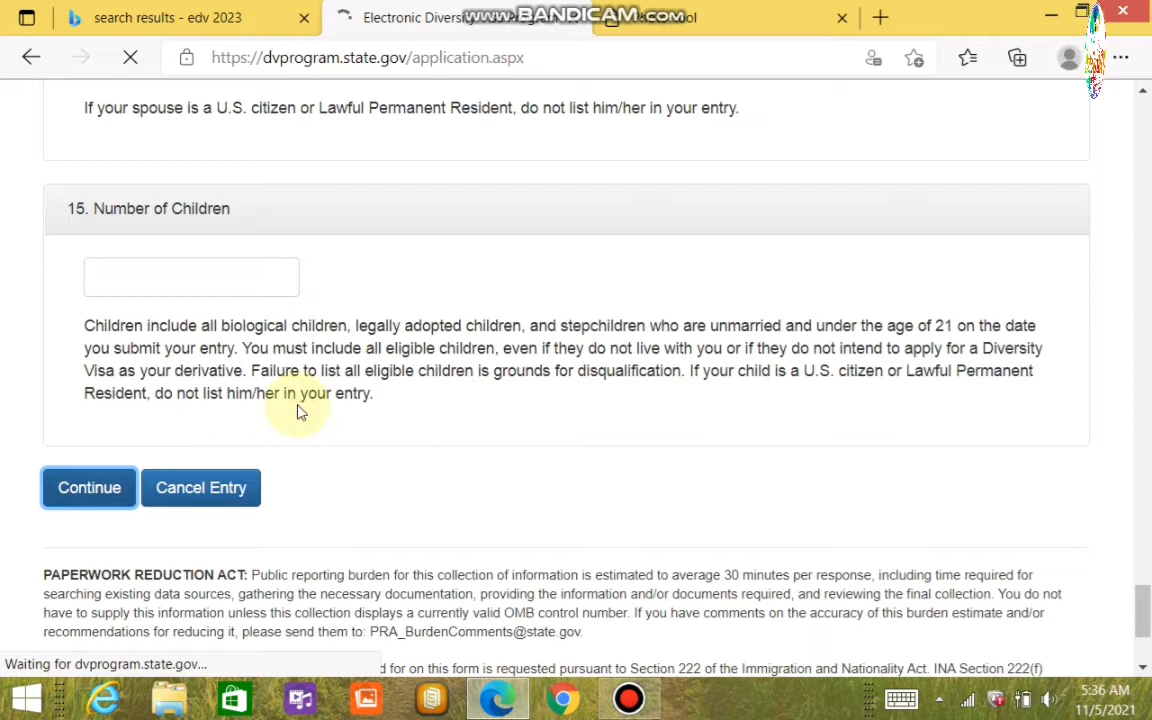 search results - edv 2023
Electronic Diversi
WWW.BANDICAM.COM
https://dvprogram.state.gov/application.aspx
If your spouse is a U.S. citizen or Lawful Permanent Resident, do not list him/her in your entry.
15. Number of Children
Children include all biological children, legally adopted children, and stepchildren who are unmarried and under the age of 21 on the date
you submit your entry. You must include all eligible children, even if they do not live with you or if they do not intend to apply for a Diversity
Visa as your derivative. Failure to list all eligible children is grounds for disqualification. If your child is a U.S. citizen or Lawful Permanent
Resident, do not list him/her in your entry.
Continue
Cancel Entry
PAPERWORK REDUCTION ACT: Public reporting burden for this collection of information is estimated to average 30 minutes per response, including time required for
searching existing data sources, gathering the necessary documentation, providing the information and/or documents required, and reviewing the final collection. You do not
have to supply this information unless this collection displays a currently valid OMB control number. If you have comments on the accuracy of this burden estimate and/or
recommendations for reducing it, please send them to: PRA_BurdenComments@state.gov.
Waiting for dvprogram.state.gov...
d for on this form is requested pursuant to Section 222 of the Immigration and Nationality Act. INA Section 222(f)
5:36 AM
11/5/2021